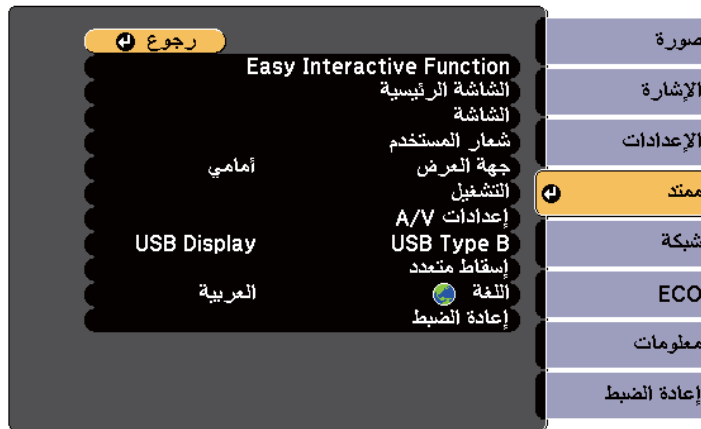 صورة
الإشارة
الإعدادات
ممتد
شبكة
ECO
معلومات
إعادة الضبط
رجوع
Easy Interactive Function
الشاشة الرئيسية
الشاشة
شعار المستخدم
جهة العرض أمامي
التشغيل
إعدادات A/V
USB Type B USB Display
إسقاط متعدد
اللغة العربية
إعادة الضبط